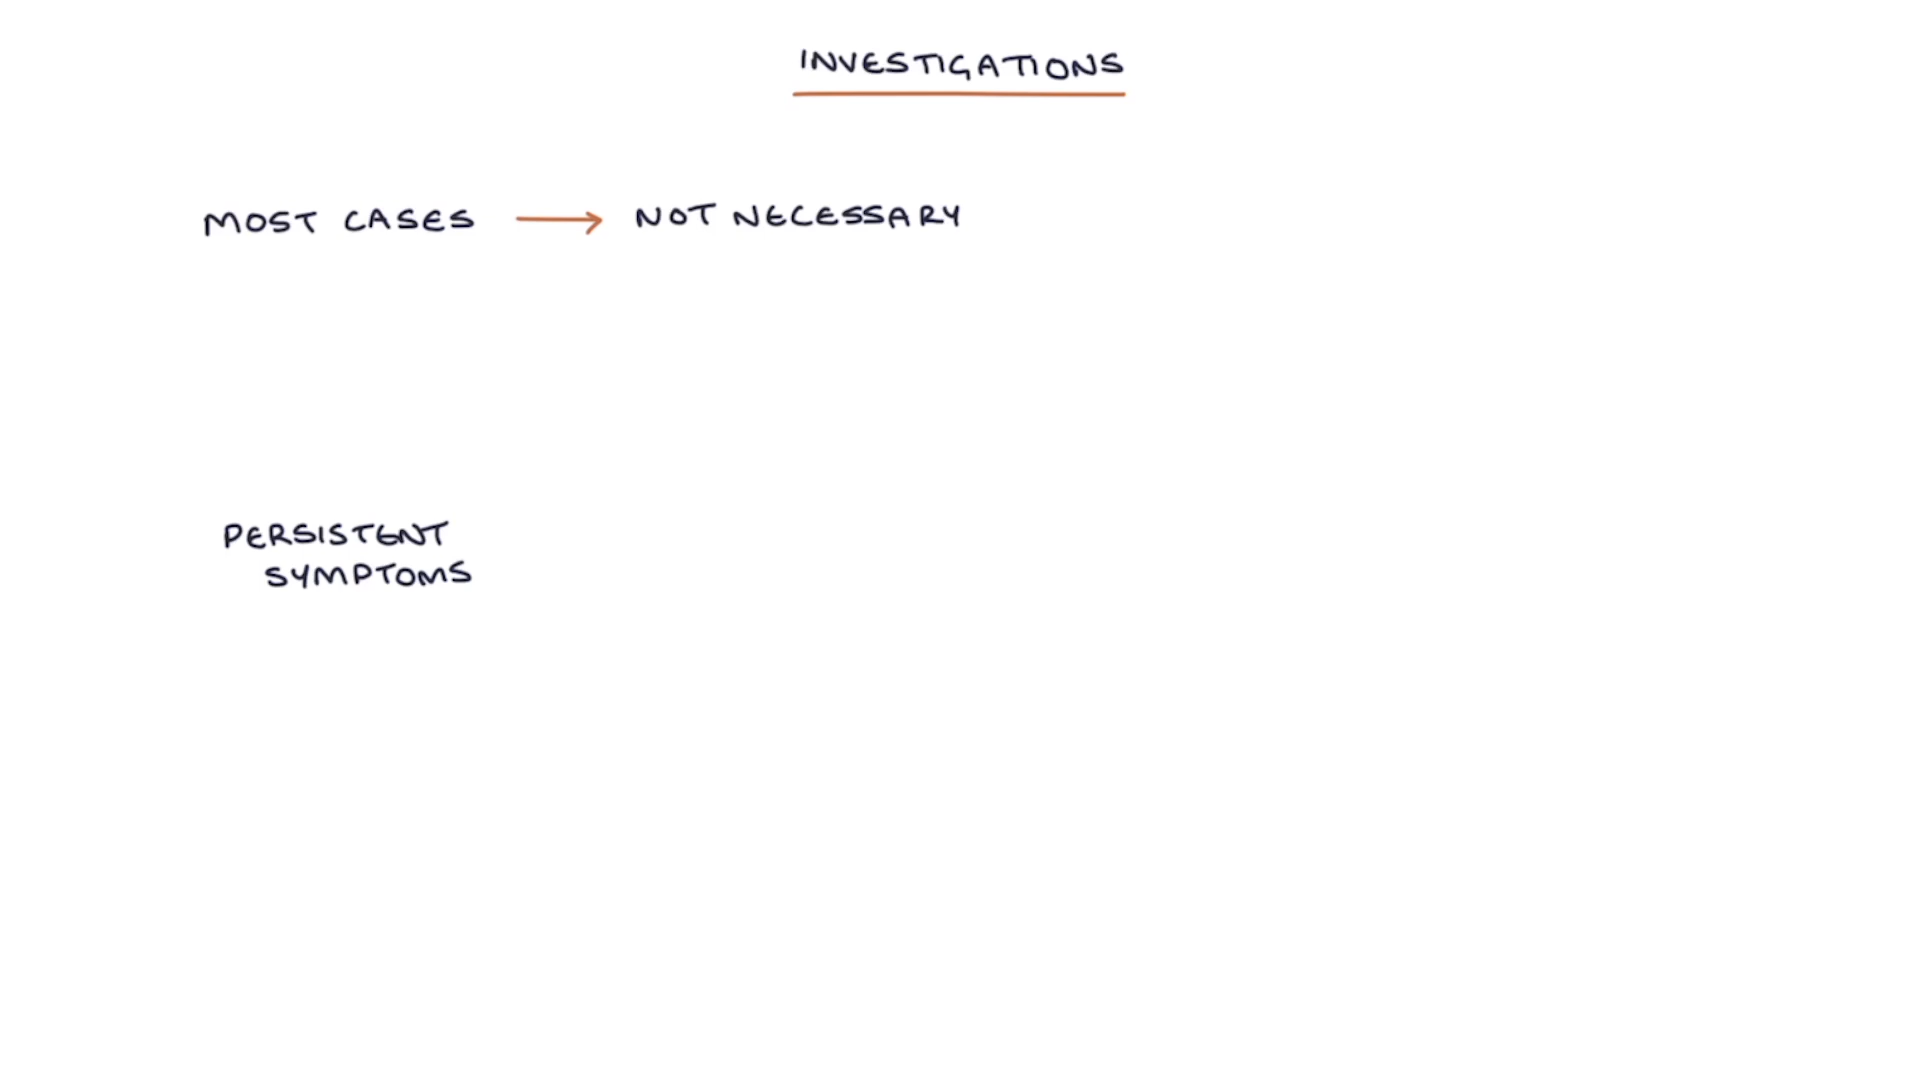 INVESTIGATIONS
MOST CASES → NOT NECESSARY
PERSISTENT
SYMPTOMS